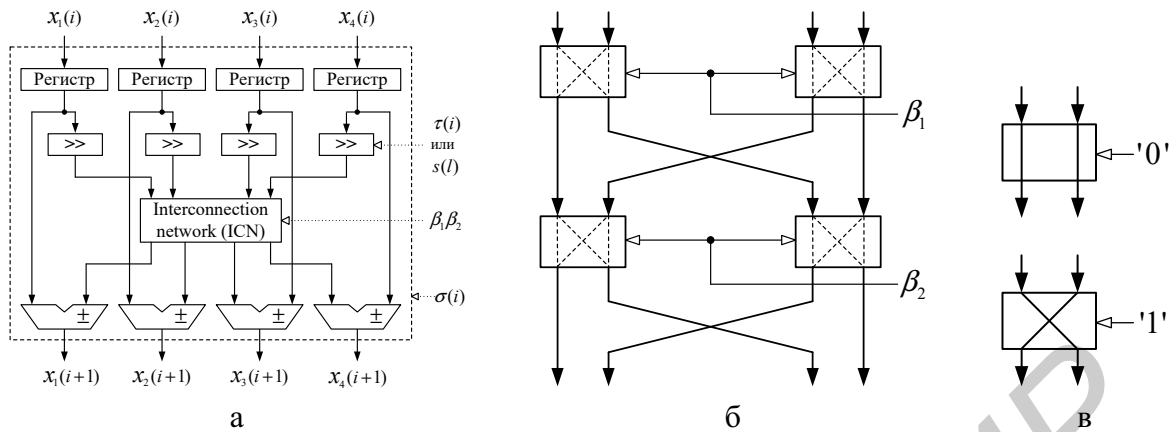 x₁(i) x₂(i) x₃(i) x₄(i)
Регистр Регистр Регистр Регистр
>> >> >> >>
τ(i)
или
s(l)
Interconnection
network (ICN)
β₁β₂
± ± ± ±
σ(i)
x₁(i+1) x₂(i+1) x₃(i+1) x₄(i+1)
а
β₁
β₂
б
'0'
'1'
в